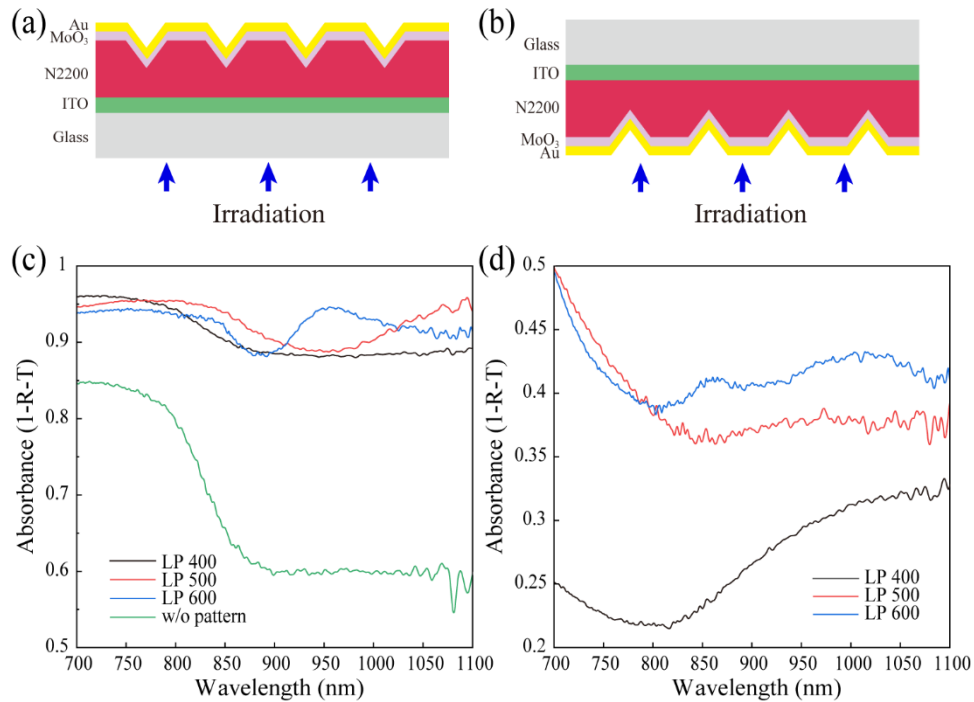 (a)
Au
MoO₃
N2200
ITO
Glass
Irradiation
(b)
Glass
ITO
N2200
MoO₃
Au
Irradiation
(c)
1
0.9
0.8
0.7
0.6
0.5
Absorbance (1-R-T)
LP 400
LP 500
LP 600
w/o pattern
700 750 800 850 900 950 1000 1050 1100
Wavelength (nm)
(d)
0.5
0.45
0.4
0.35
0.3
0.25
0.2
Absorbance (1-R-T)
LP 400
LP 500
LP 600
700 750 800 850 900 950 1000 1050 1100
Wavelength (nm)